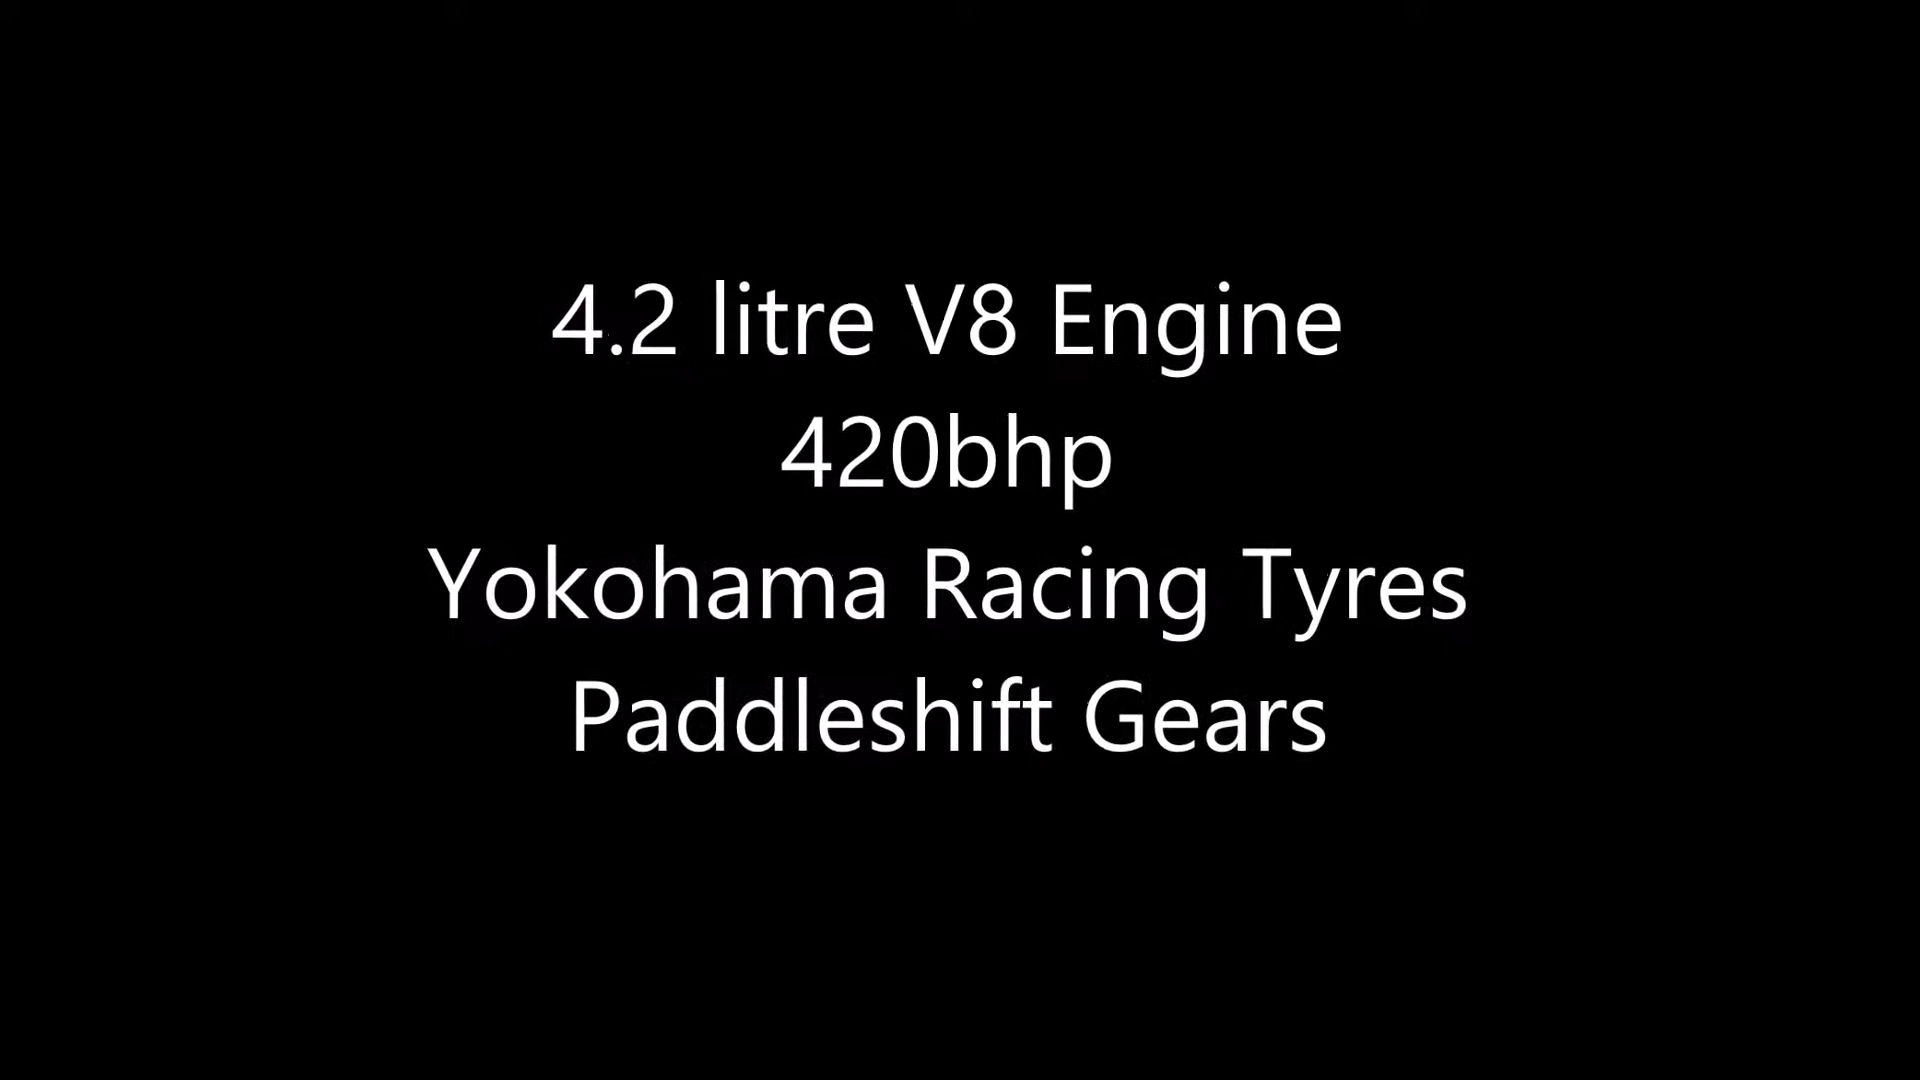 4.2 litre V8 Engine
420bhp
Yokohama Racing Tyres
Paddleshift Gears